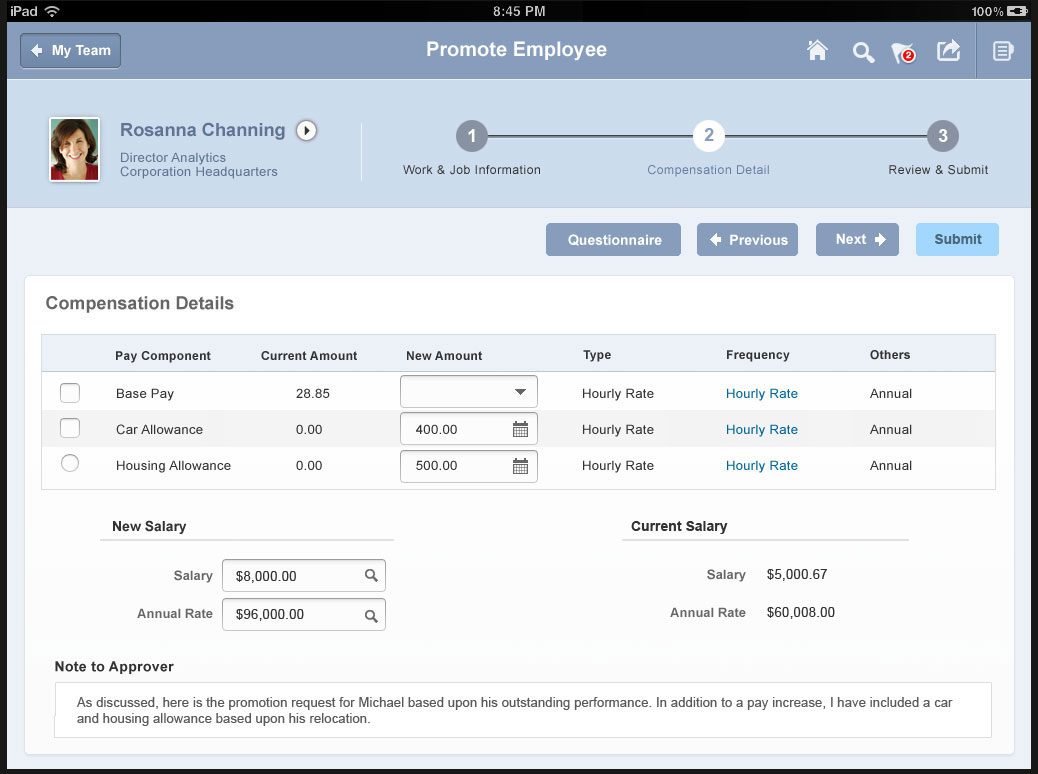 iPad 8:45 PM 100%
My Team Promote Employee 2
Rosanna Channing
Director Analytics
Corporation Headquarters
1 2 3
Work & Job Information Compensation Detail Review & Submit
Questionnaire Previous Next Submit
Compensation Details
Pay Component Current Amount New Amount Type Frequency Others
Base Pay 28.85 Hourly Rate Hourly Rate Annual
Car Allowance 0.00 400.00 Hourly Rate Hourly Rate Annual
Housing Allowance 0.00 500.00 Hourly Rate Hourly Rate Annual
New Salary Current Salary
Salary $8,000.00 Salary $5,000.67
Annual Rate $96,000.00 Annual Rate $60,008.00
Note to Approver
As discussed, here is the promotion request for Michael based upon his outstanding performance. In addition to a pay increase, I have included a car
and housing allowance based upon his relocation.